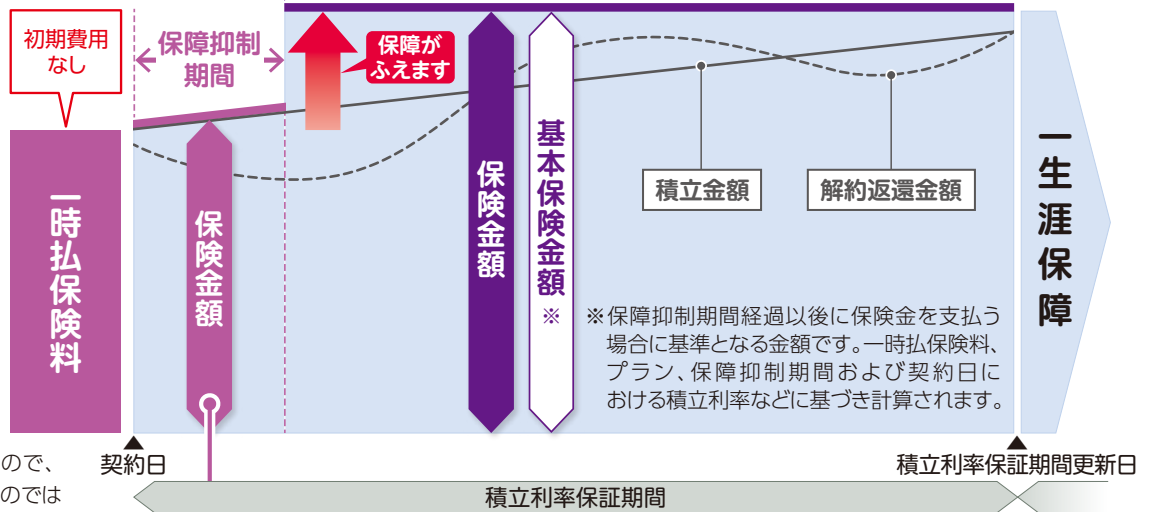 初期費用
なし
保障抑制
期間
保障が
ふえます
一時払保険料
保険金額
保険金額
基本保険金額
※
積立金額
解約返還金額
※保障抑制期間経過以後に保険金を支払う
場合に基準となる金額です。一時払保険料、
プラン、保障抑制期間および契約日に
おける積立利率などに基づき計算されます。
一生涯保障
ので、
のでは
契約日
積立利率保証期間更新日
積立利率保証期間